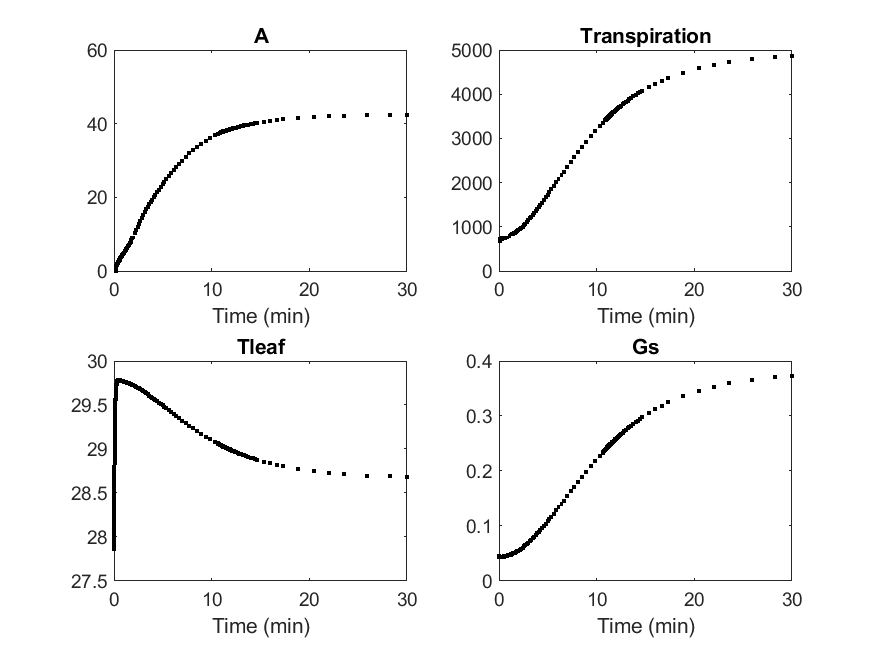 A
60
40
20
0
0 10 20 30
Time (min)
Transpiration
5000
4000
3000
2000
1000
0
0 10 20 30
Time (min)
Tleaf
30
29.5
29
28.5
28
27.5
0 10 20 30
Time (min)
Gs
0.4
0.3
0.2
0.1
0
0 10 20 30
Time (min)